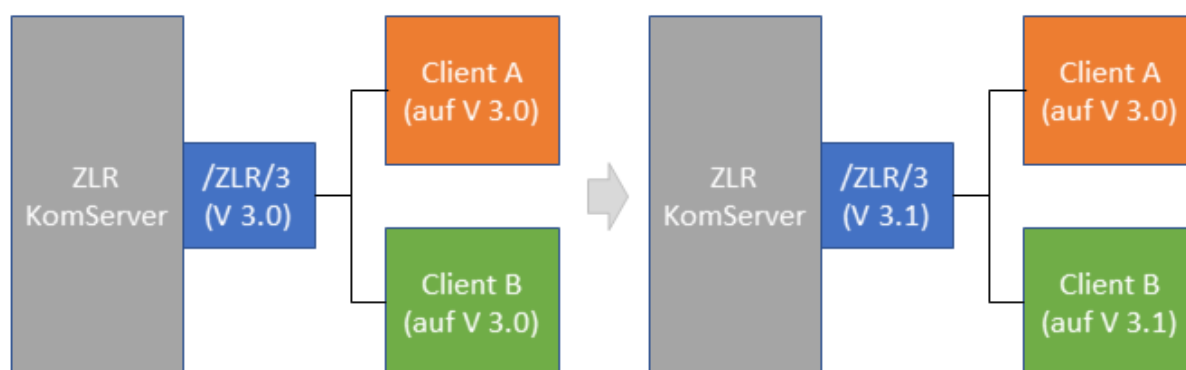 ZLR
KomServer
/ZLR/3
(V 3.0)
Client A
(auf V 3.0)
Client B
(auf V 3.0)
ZLR
KomServer
/ZLR/3
(V 3.1)
Client A
(auf V 3.0)
Client B
(auf V 3.1)